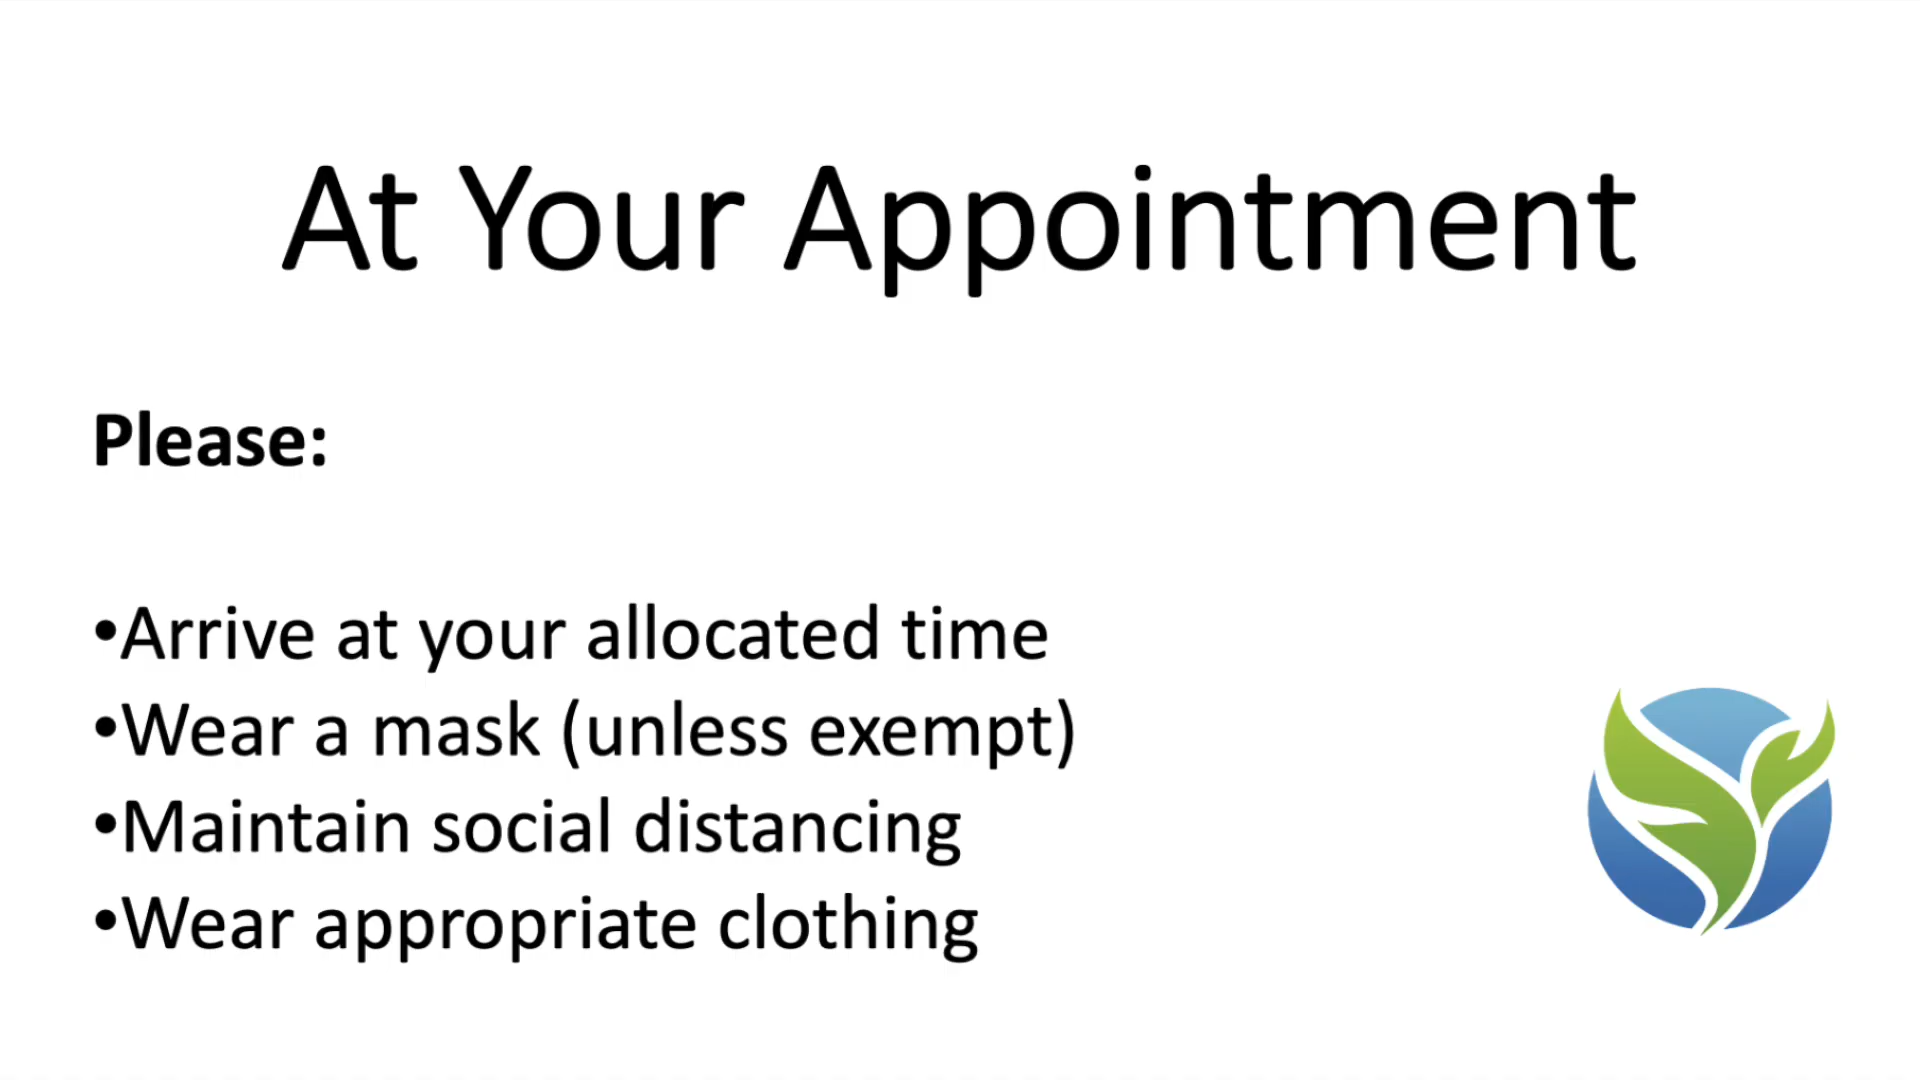 At Your Appointment
Please:
•Arrive at your allocated time
•Wear a mask (unless exempt)
•Maintain social distancing
•Wear appropriate clothing